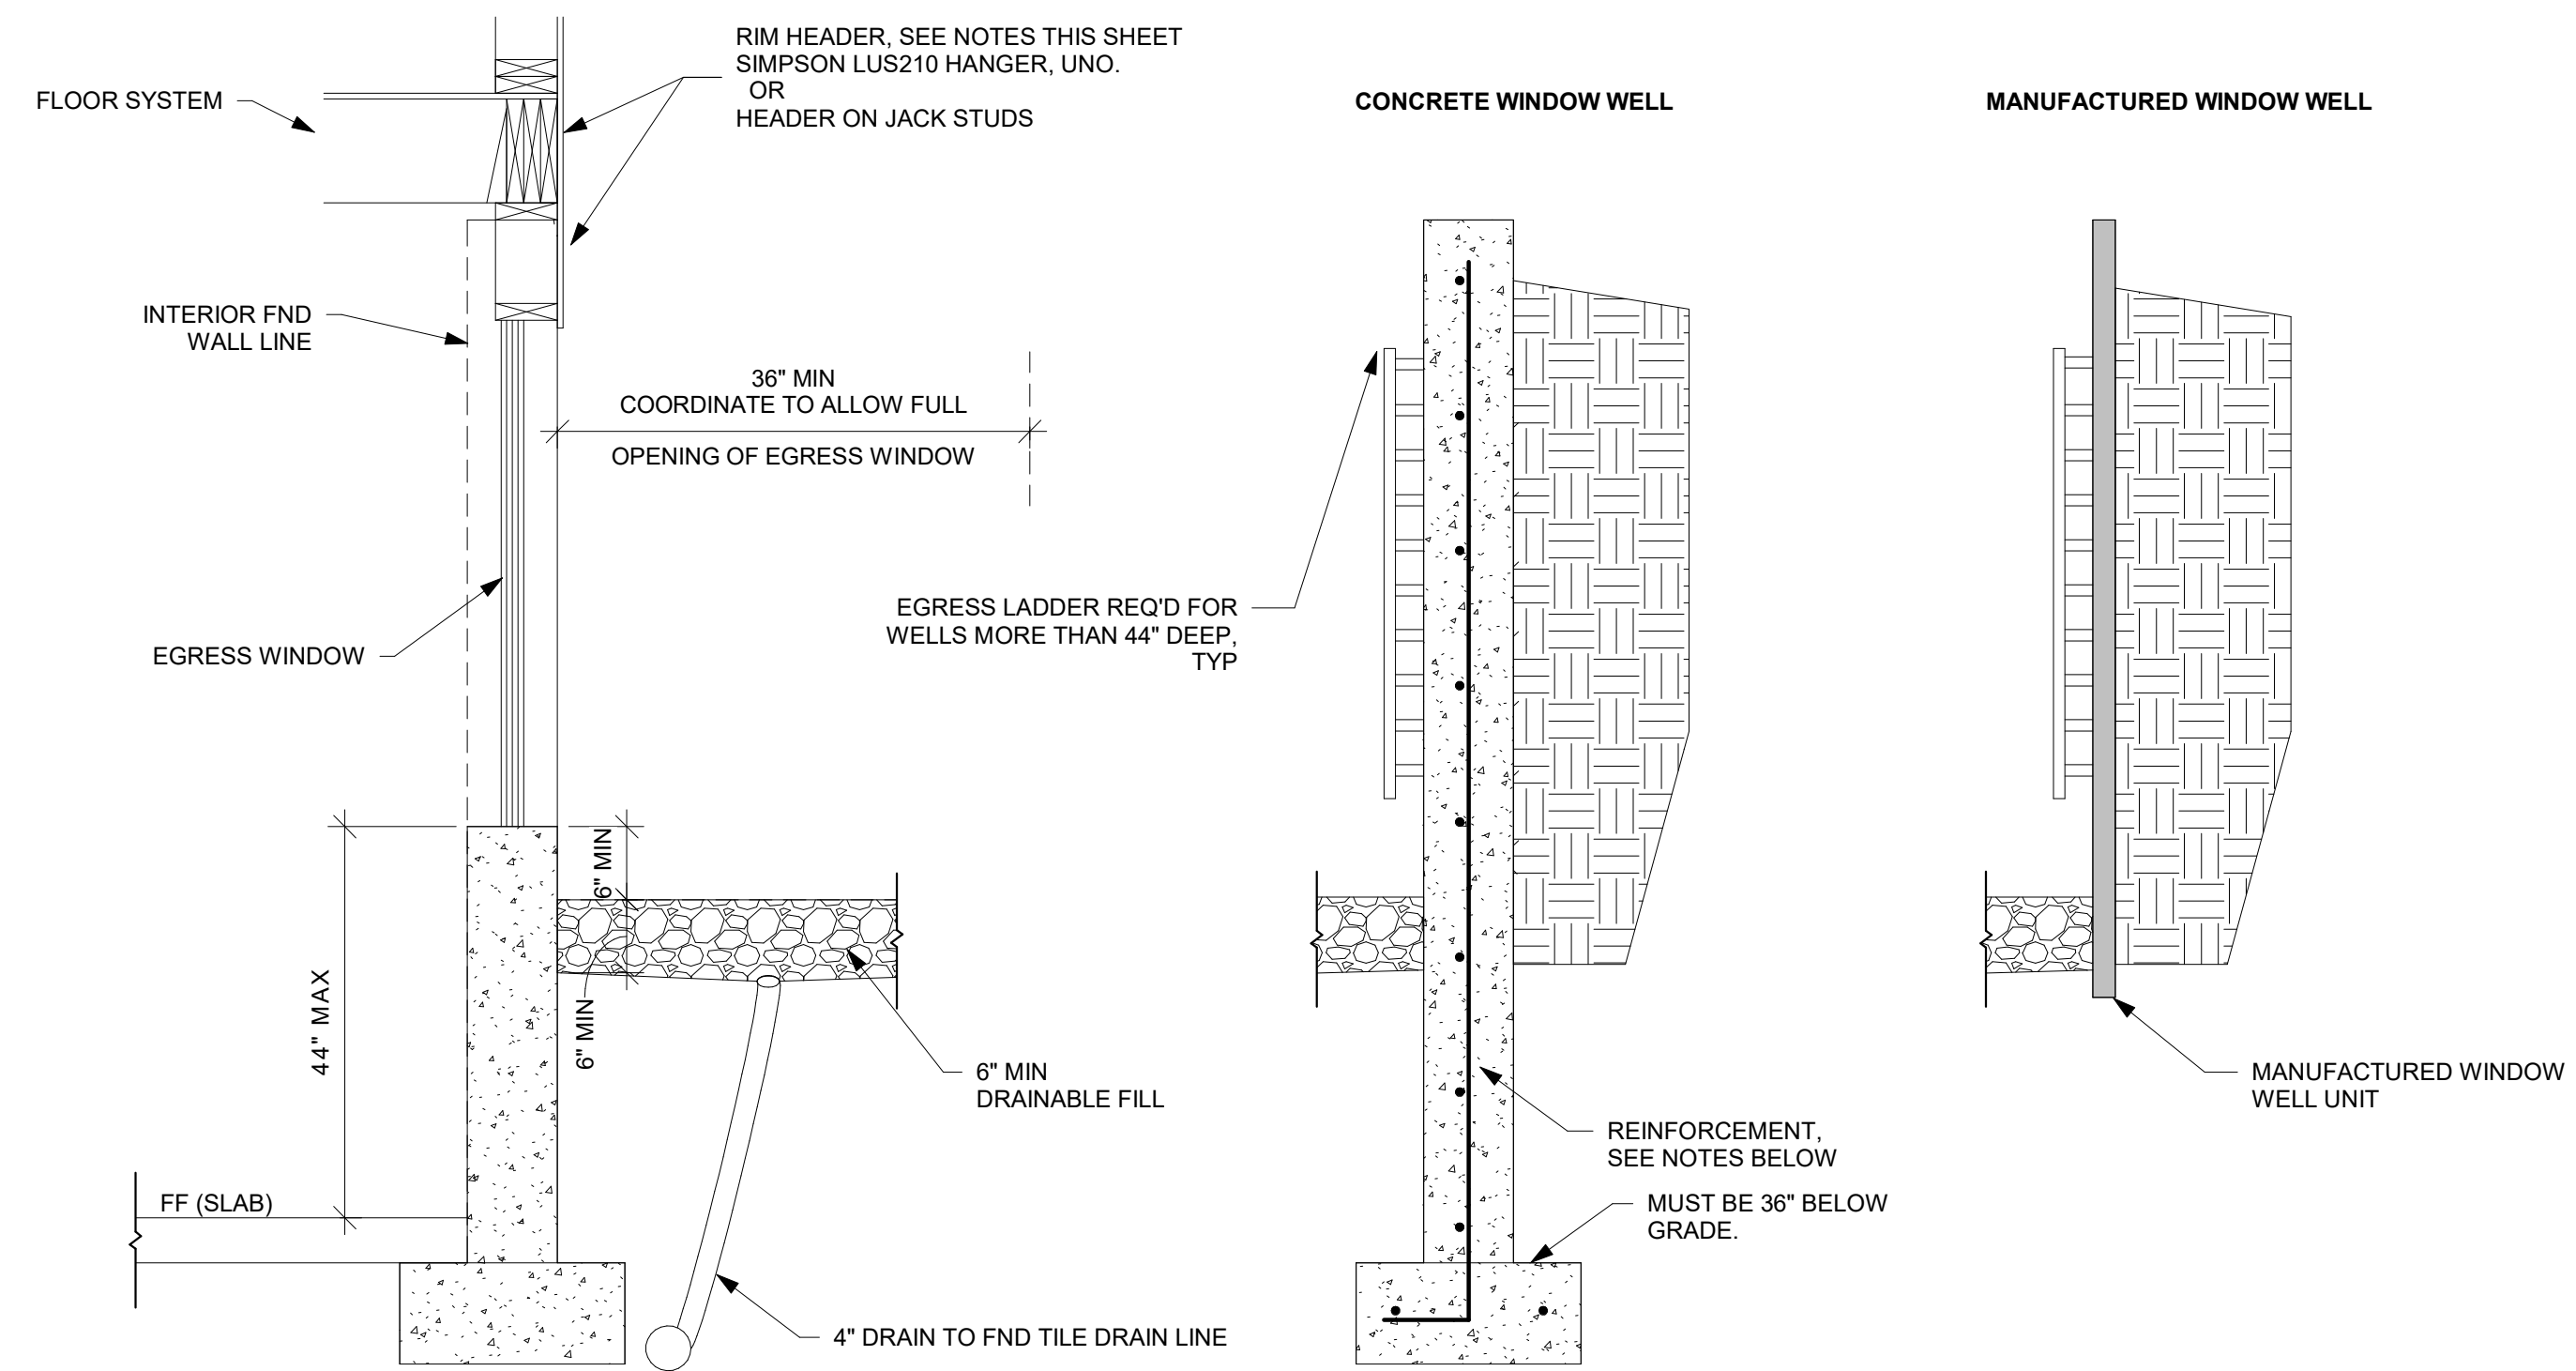 RIM HEADER, SEE NOTES THIS SHEET
SIMPSON LUS210 HANGER, UNO.
OR
HEADER ON JACK STUDS
FLOOR SYSTEM
INTERIOR FND
WALL LINE
36" MIN
COORDINATE TO ALLOW FULL
OPENING OF EGRESS WINDOW
EGRESS WINDOW
6" MIN
44" MAX
6" MIN
6" MIN
DRAINABLE FILL
FF (SLAB)
4" DRAIN TO FND TILE DRAIN LINE
CONCRETE WINDOW WELL
EGRESS LADDER REQ'D FOR
WELLS MORE THAN 44" DEEP,
TYP
REINFORCEMENT,
SEE NOTES BELOW
MUST BE 36" BELOW
GRADE.
MANUFACTURED WINDOW WELL
MANUFACTURED WINDOW
WELL UNIT